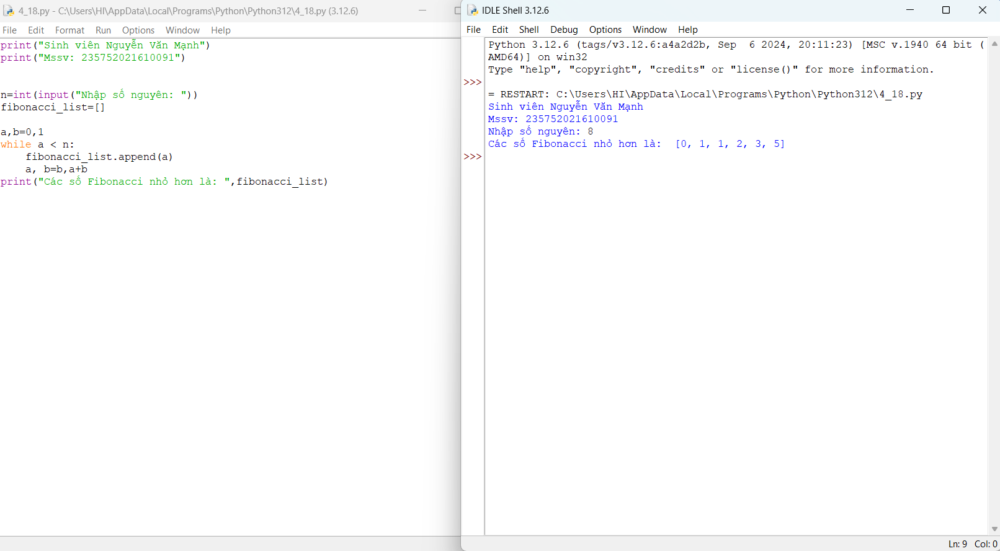 4_18.py - C:\Users\HI\AppData\Local\Programs\Python\Python312\4_18.py (3.12.6)
File Edit Format Run Options Window Help
print("Sinh viên Nguyễn Văn Mạnh")
print("Mssv: 235752021610091")
n=int(input("Nhập số nguyên: "))
fibonacci_list=[]
a,b=0,1
while a < n:
    fibonacci_list.append(a)
    a, b=b,a+b
print("Các số Fibonacci nhỏ hơn là: ",fibonacci_list)
IDLE Shell 3.12.6
File Edit Shell Debug Options Window Help
Python 3.12.6 (tags/v3.12.6:a4a2d2b, Sep  6 2024, 20:11:23) [MSC v.1940 64 bit (
AMD64)] on win32
Type "help", "copyright", "credits" or "license()" for more information.
>>>
= RESTART: C:\Users\HI\AppData\Local\Programs\Python\Python312\4_18.py
Sinh viên Nguyễn Văn Mạnh
Mssv: 235752021610091
Nhập số nguyên: 8
Các số Fibonacci nhỏ hơn là:  [0, 1, 1, 2, 3, 5]
>>>
Ln: 9 Col: 0